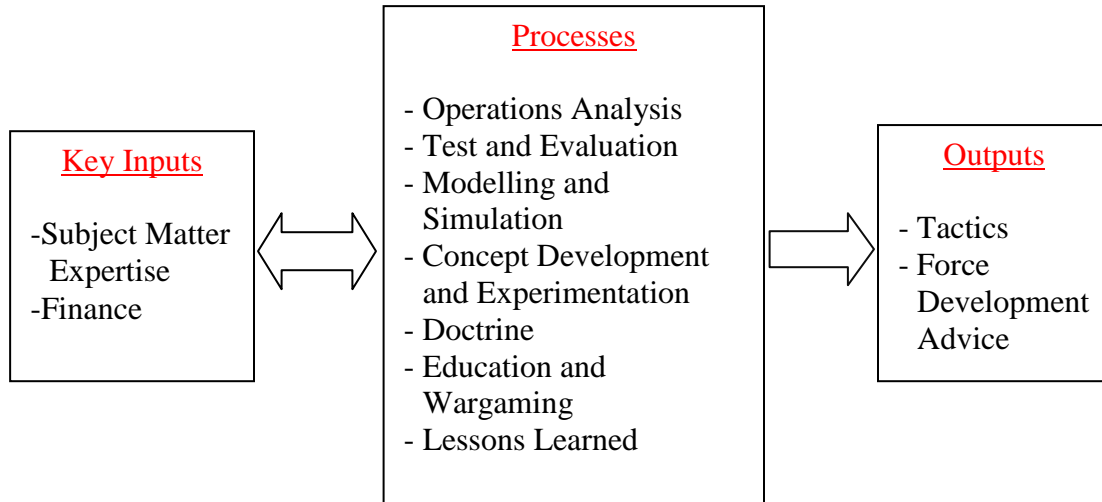 Key Inputs
-Subject Matter
Expertise
-Finance
Processes
- Operations Analysis
- Test and Evaluation
- Modelling and
Simulation
- Concept Development
and Experimentation
- Doctrine
- Education and
Wargaming
- Lessons Learned
Outputs
- Tactics
- Force
Development
Advice